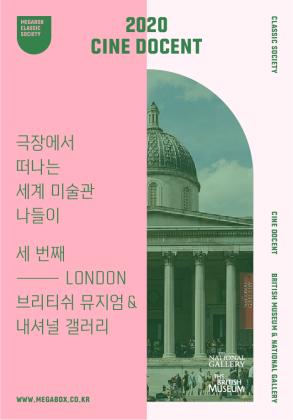 MEGABOX
CLASSIC
SOCIETY
2020
CINE DOCENT
CLASSIC SOCIETY
극장에서
떠나는
세계 미술관
나들이
세 번째
LONDON
브리티쉬 뮤지엄 &
내셔널 갤러리
CINE DOCENT
BRITISH MUSEUM & NATIONAL GALLERY
NATIONAL
GALLERY
THE
BRITISH
MUSEUM
WWW.MEGABOX.CO.KR